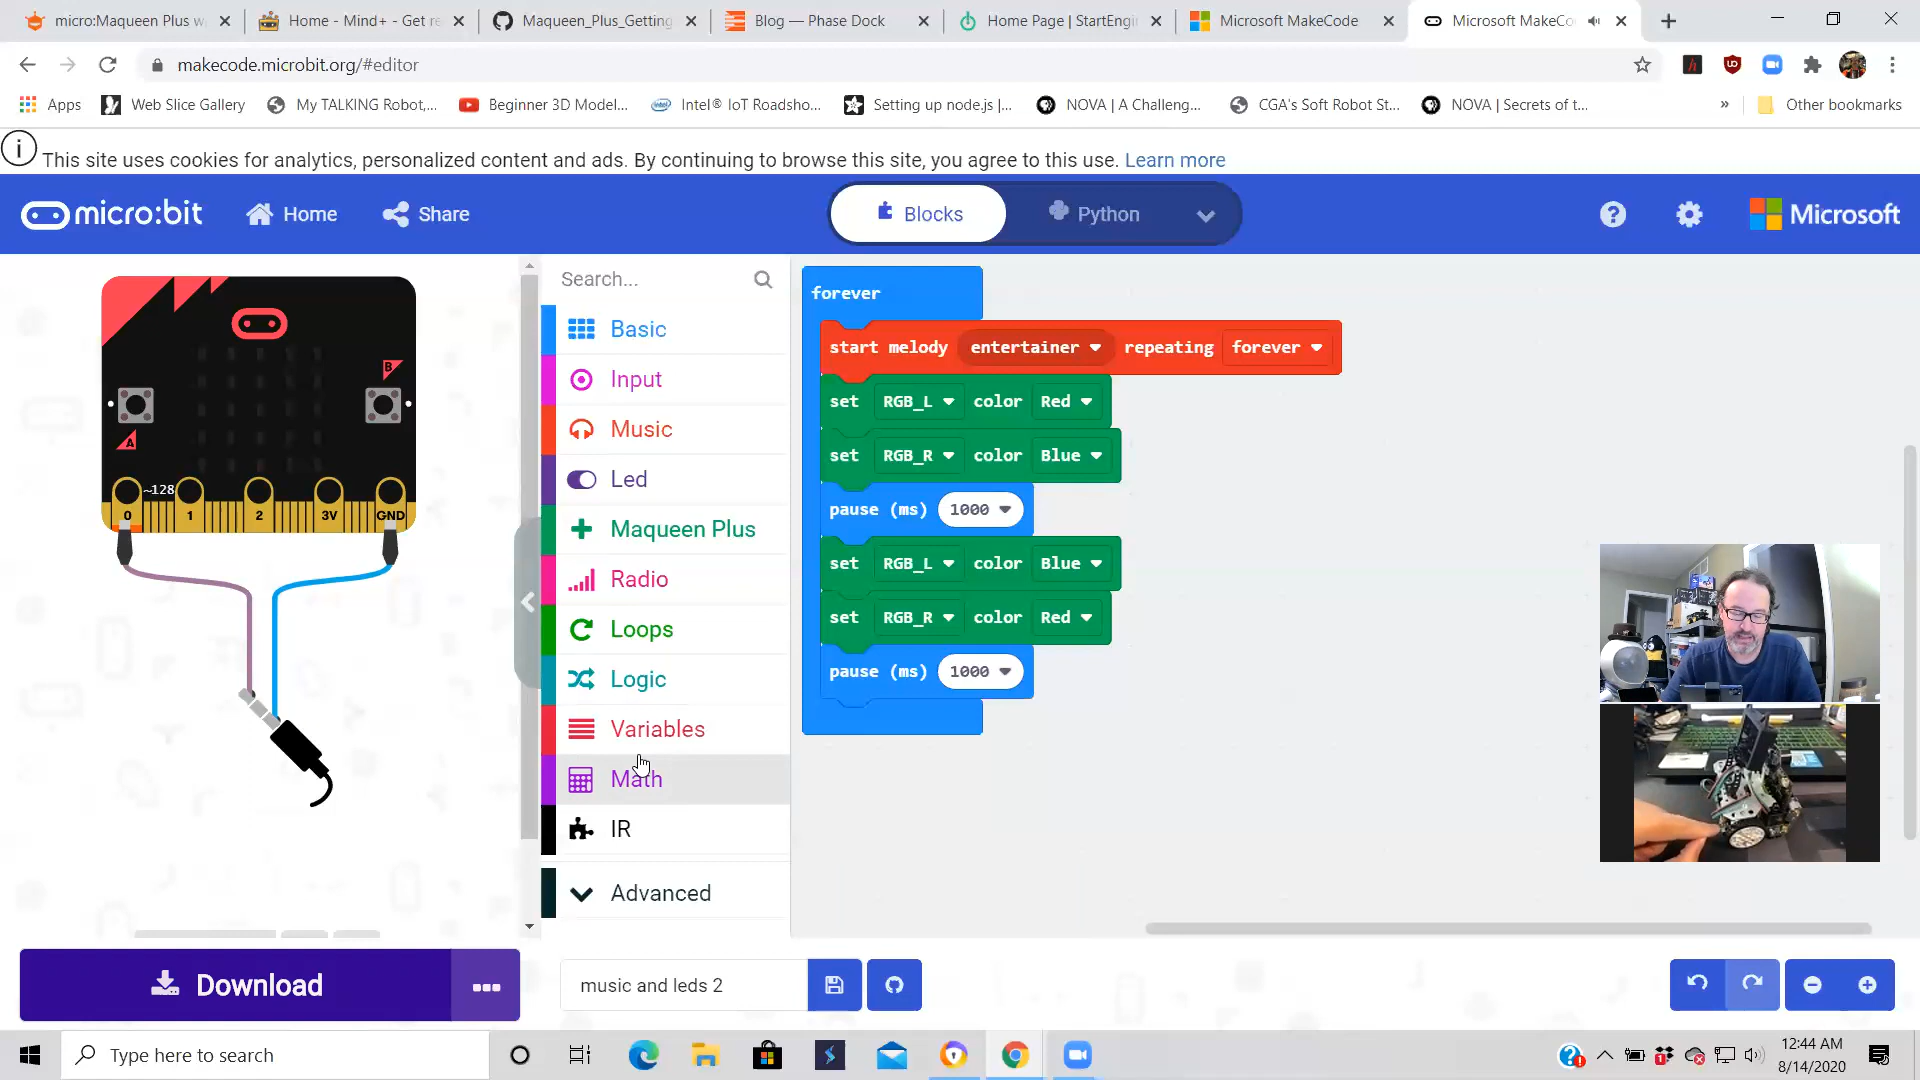 micro:Maqueen Plus w
Home - Mind+ - Get re
Maqueen_Plus_Getting
Blog — Phase Dock
Home Page | StartEngi
Microsoft MakeCode
Microsoft MakeCo
makecode.microbit.org/#editor
Apps
Web Slice Gallery
My TALKING Robot,...
Beginner 3D Model...
Intel® IoT Roadsho...
Setting up node.js |...
NOVA | A Challeng...
CGA's Soft Robot St...
NOVA | Secrets of t...
»
Other bookmarks
This site uses cookies for analytics, personalized content and ads. By continuing to browse this site, you agree to this use. Learn more
micro:bit
Home
Share
Blocks
Python
Microsoft
A
B
~128
0 1 2 3V GND
Search...
Basic
Input
Music
Led
Maqueen Plus
Radio
Loops
Logic
Variables
Math
IR
Advanced
forever
start melody entertainer repeating forever
set RGB_L color Red
set RGB_R color Blue
pause (ms) 1000
set RGB_L color Blue
set RGB_R color Red
pause (ms) 1000
Download
music and leds 2
Type here to search
12:44 AM
8/14/2020